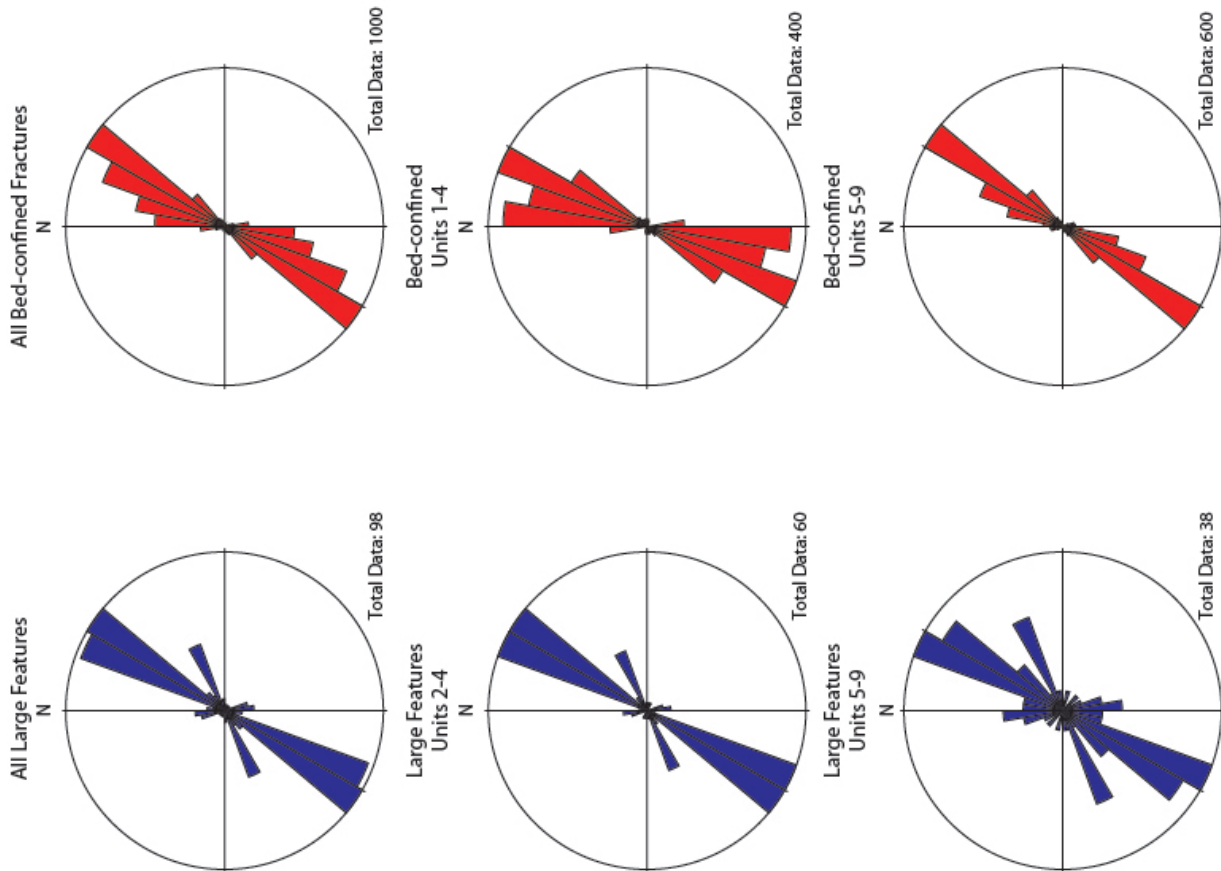 All Large Features
N
Total Data: 98
All Bed-confined Fractures
N
Total Data: 1000
Large Features
Units 2-4
N
Total Data: 60
Bed-confined
Units 1-4
N
Total Data: 400
Large Features
Units 5-9
N
Total Data: 38
Bed-confined
Units 5-9
N
Total Data: 600